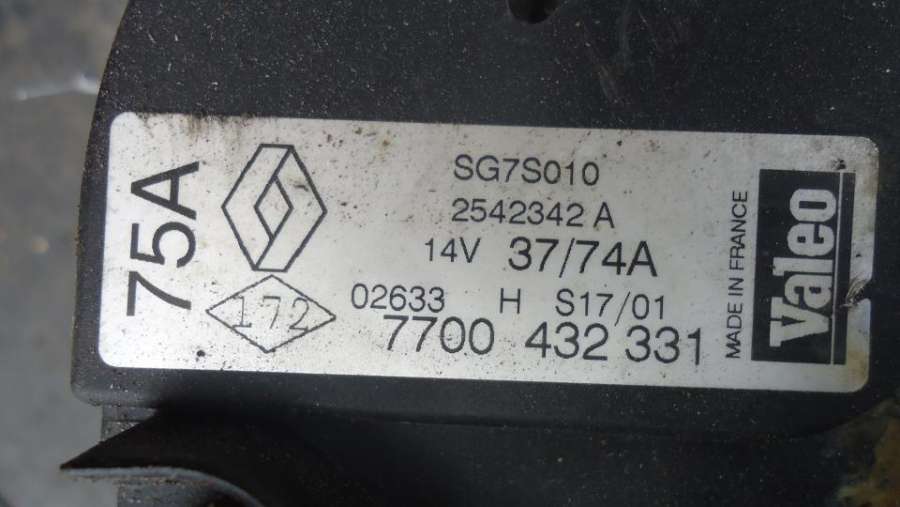 75A
172
SG7S010
2542342 A
14V 37/74A
02633 H S17/01
7700 432 331
MADE IN FRANCE
Valeo